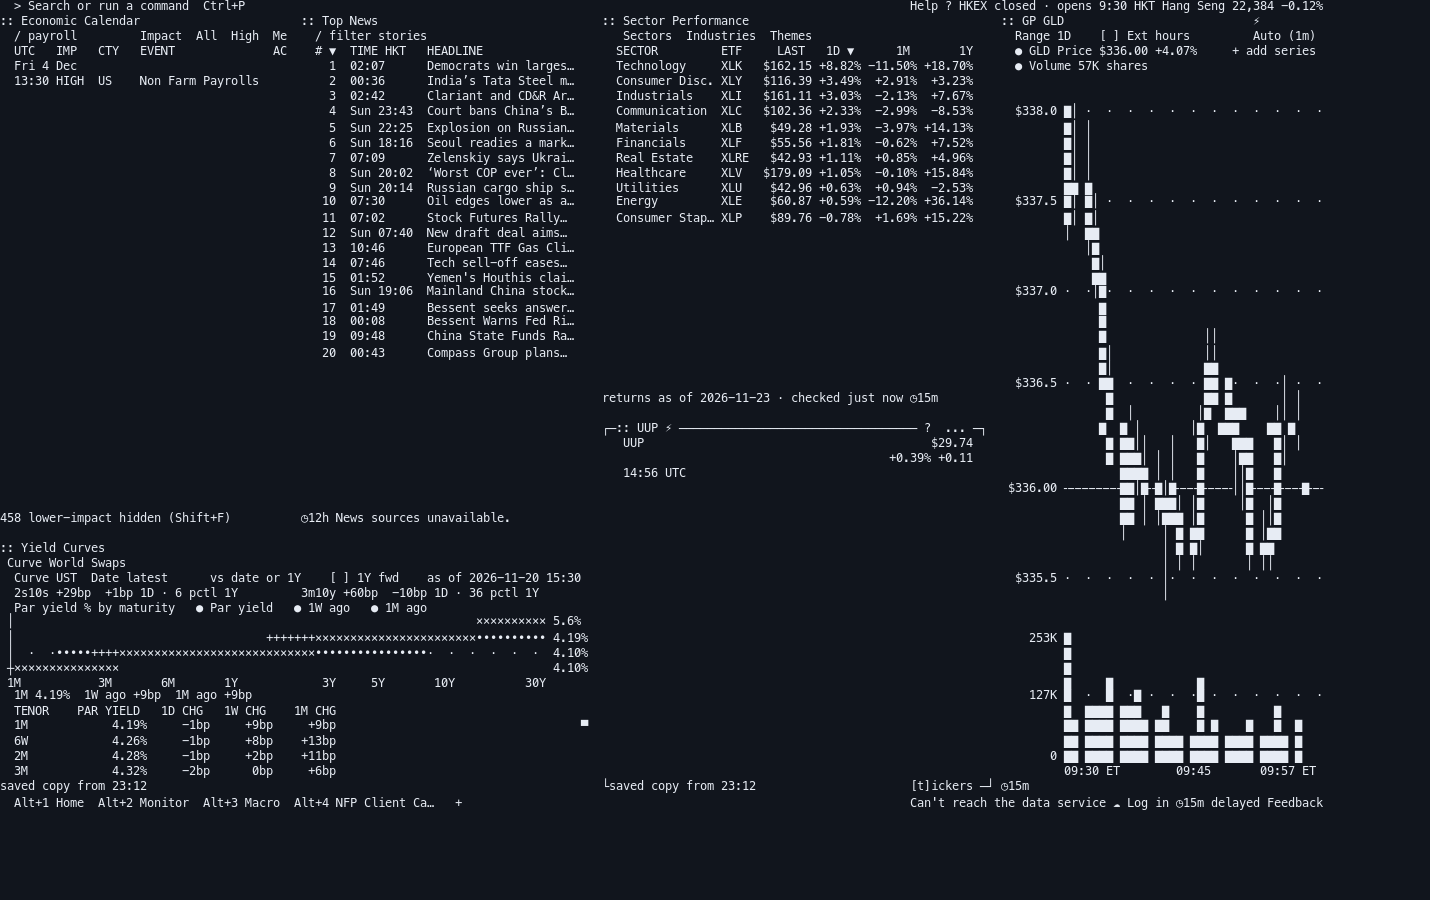 > Search or run a command  Ctrl+P
Help ? HKEX closed · opens 9:30 HKT Hang Seng 22,384 −0.12%
:: Economic Calendar
/ payroll  Impact  All  High  Me
UTC  IMP  CTY  EVENT  AC
Fri 4 Dec
13:30 HIGH  US  Non Farm Payrolls
458 lower−impact hidden (Shift+F)
:: Top News
/ filter stories
# ▼  TIME HKT  HEADLINE
1  02:07  Democrats win larges…
2  00:36  India’s Tata Steel m…
3  02:42  Clariant and CD&R Ar…
4  Sun 23:43  Court bans China’s B…
5  Sun 22:25  Explosion on Russian…
6  Sun 18:16  Seoul readies a mark…
7  07:09  Zelenskiy says Ukrai…
8  Sun 20:02  ‘Worst COP ever’: Cl…
9  Sun 20:14  Russian cargo ship s…
10  07:30  Oil edges lower as a…
11  07:02  Stock Futures Rally…
12  Sun 07:40  New draft deal aims…
13  10:46  European TTF Gas Cli…
14  07:46  Tech sell−off eases…
15  01:52  Yemen's Houthis clai…
16  Sun 19:06  Mainland China stock…
17  01:49  Bessent seeks answer…
18  00:08  Bessent Warns Fed Ri…
19  09:48  China State Funds Ra…
20  00:43  Compass Group plans…
◷12h News sources unavailable.
:: Sector Performance
Sectors  Industries  Themes
SECTOR  ETF  LAST  1D ▼  1M  1Y
Technology  XLK  $162.15 +8.82% −11.50% +18.70%
Consumer Disc.  XLY  $116.39 +3.49%  +2.91%  +3.23%
Industrials  XLI  $161.11 +3.03%  −2.13%  +7.67%
Communication  XLC  $102.36 +2.33%  −2.99%  −8.53%
Materials  XLB  $49.28 +1.93%  −3.97% +14.13%
Financials  XLF  $55.56 +1.81%  −0.62%  +7.52%
Real Estate  XLRE  $42.93 +1.11%  +0.85%  +4.96%
Healthcare  XLV  $179.09 +1.05%  −0.10% +15.84%
Utilities  XLU  $42.96 +0.63%  +0.94%  −2.53%
Energy  XLE  $60.87 +0.59% −12.20% +36.14%
Consumer Stap…  XLP  $89.76 −0.78%  +1.69% +15.22%
returns as of 2026−11−23 · checked just now ◷15m
:: UUP ⚡  ?  ...
UUP  $29.74
+0.39% +0.11
14:56 UTC
saved copy from 23:12  [t]ickers
:: GP GLD  ⚡
Range 1D  [ ] Ext hours  Auto (1m)
● GLD Price $336.00 +4.07%  + add series
● Volume 57K shares
$338.0
$337.5
$337.0
$336.5
$336.00
$335.5
253K
127K
0
09:30 ET  09:45  09:57 ET
◷15m
:: Yield Curves
Curve World Swaps
Curve UST  Date latest  vs date or 1Y  [ ] 1Y fwd  as of 2026−11−20 15:30
2s10s +29bp  +1bp 1D · 6 pctl 1Y  3m10y +60bp  −10bp 1D · 36 pctl 1Y
Par yield % by maturity  ● Par yield  ● 1W ago  ● 1M ago
5.6%
4.19%
4.10%
4.10%
1M  3M  6M  1Y  3Y  5Y  10Y  30Y
1M 4.19%  1W ago +9bp  1M ago +9bp
TENOR  PAR YIELD  1D CHG  1W CHG  1M CHG
1M  4.19%  −1bp  +9bp  +9bp
6W  4.26%  −1bp  +8bp  +13bp
2M  4.28%  −1bp  +2bp  +11bp
3M  4.32%  −2bp  0bp  +6bp
saved copy from 23:12
Alt+1 Home  Alt+2 Monitor  Alt+3 Macro  Alt+4 NFP Client Ca…  +
Can't reach the data service ☁ Log in ◷15m delayed Feedback